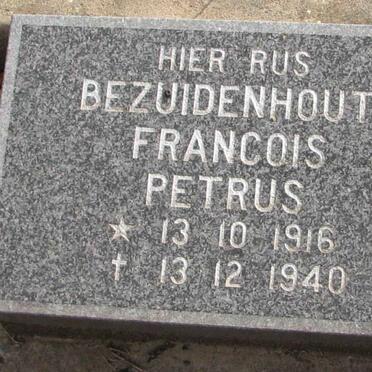 HIER RUS
BEZUIDENHOUT
FRANCOIS
PETRUS
★ 13 10 1916
✝ 13 12 1940